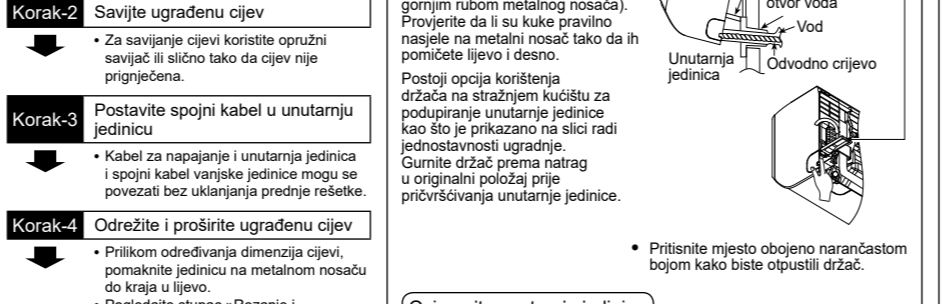 Korak-2 Savijte ugrađenu cijev
• Za savijanje cijevi koristite opružni
savijač ili slično tako da cijev nije
prignječena.
Korak-3 Postavite spojni kabel u unutarnju
jedinicu
• Kabel za napajanje i unutarnja jedinica
i spojni kabel vanjske jedinice mogu se
povezati bez uklanjanja prednje rešetke.
Korak-4 Odrežite i proširite ugrađenu cijev
• Prilikom određivanja dimenzija cijevi,
pomaknite jedinicu na metalnom nosaču
do kraja u lijevo.
gornjim rubom metalnog nosača).
Provjerite da li su kuke pravilno
nasjele na metalni nosač tako da ih
pomičete lijevo i desno.
Postoji opcija korištenja
držača na stražnjem kućištu za
podupiranje unutarnje jedinice
kao što je prikazano na slici radi
jednostavnosti ugradnje.
Gurnite držač prema natrag
u originalni položaj prije
pričvršćivanja unutarnje jedinice.
otvor voda
Vod
Unutarnja
jedinica
Odvodno crijevo
• Pritisnite mjesto obojeno narančastom
bojom kako biste otpustili držač.